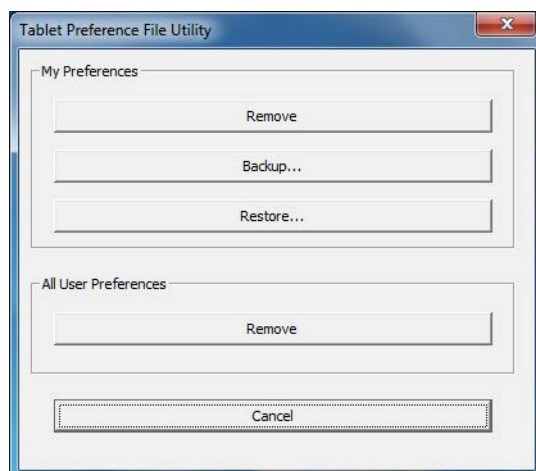 Tablet Preference File Utility
My Preferences
Remove
Backup...
Restore...
All User Preferences
Remove
Cancel